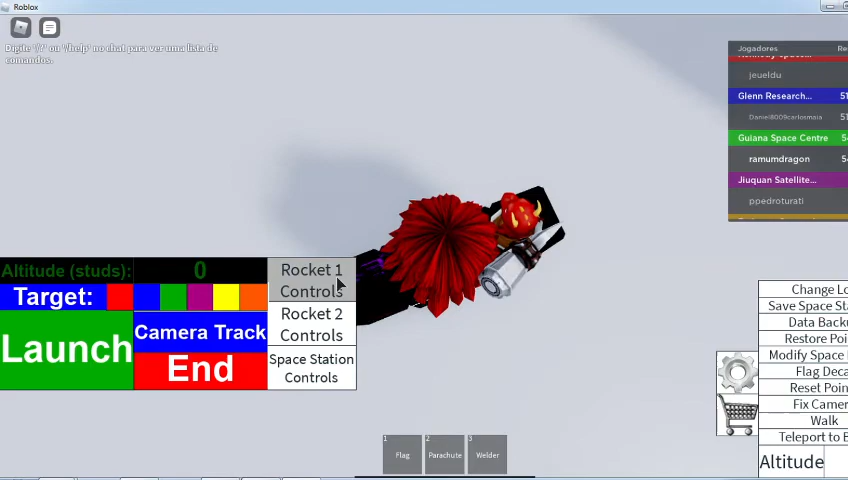 Roblox
Digite '/?' ou '/help' no chat para ver uma lista de
comandos.
Jogadores
jeueldu
Glenn Research...
Daniel8009carlosmaia
Guiana Space Centre
ramumdragon
Jiuquan Satellite...
ppedroturati
Altitude (studs):
0
Target:
Launch
Camera Track
End
Rocket 1
Controls
Rocket 2
Controls
Space Station
Controls
1
Flag
2
Parachute
3
Welder
Change Lo
Save Space St
Data Back
Restore Poi
Modify Space
Flag Deca
Reset Poin
Fix Camer
Walk
Teleport to B
Altitude